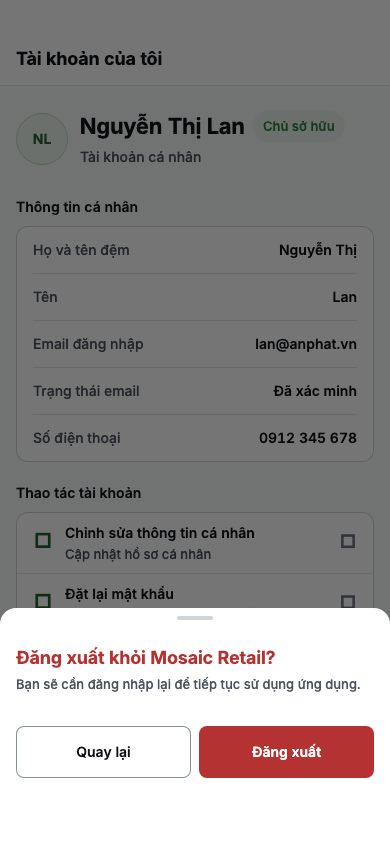 Tài khoản của tôi
NL
Nguyễn Thị Lan
Chủ sở hữu
Tài khoản cá nhân
Thông tin cá nhân
Họ và tên đệm Nguyễn Thị
Tên Lan
Email đăng nhập lan@anphat.vn
Trạng thái email Đã xác minh
Số điện thoại 0912 345 678
Thao tác tài khoản
Chỉnh sửa thông tin cá nhân
Cập nhật hồ sơ cá nhân
Đặt lại mật khẩu
Đăng xuất khỏi Mosaic Retail?
Bạn sẽ cần đăng nhập lại để tiếp tục sử dụng ứng dụng.
Quay lại Đăng xuất